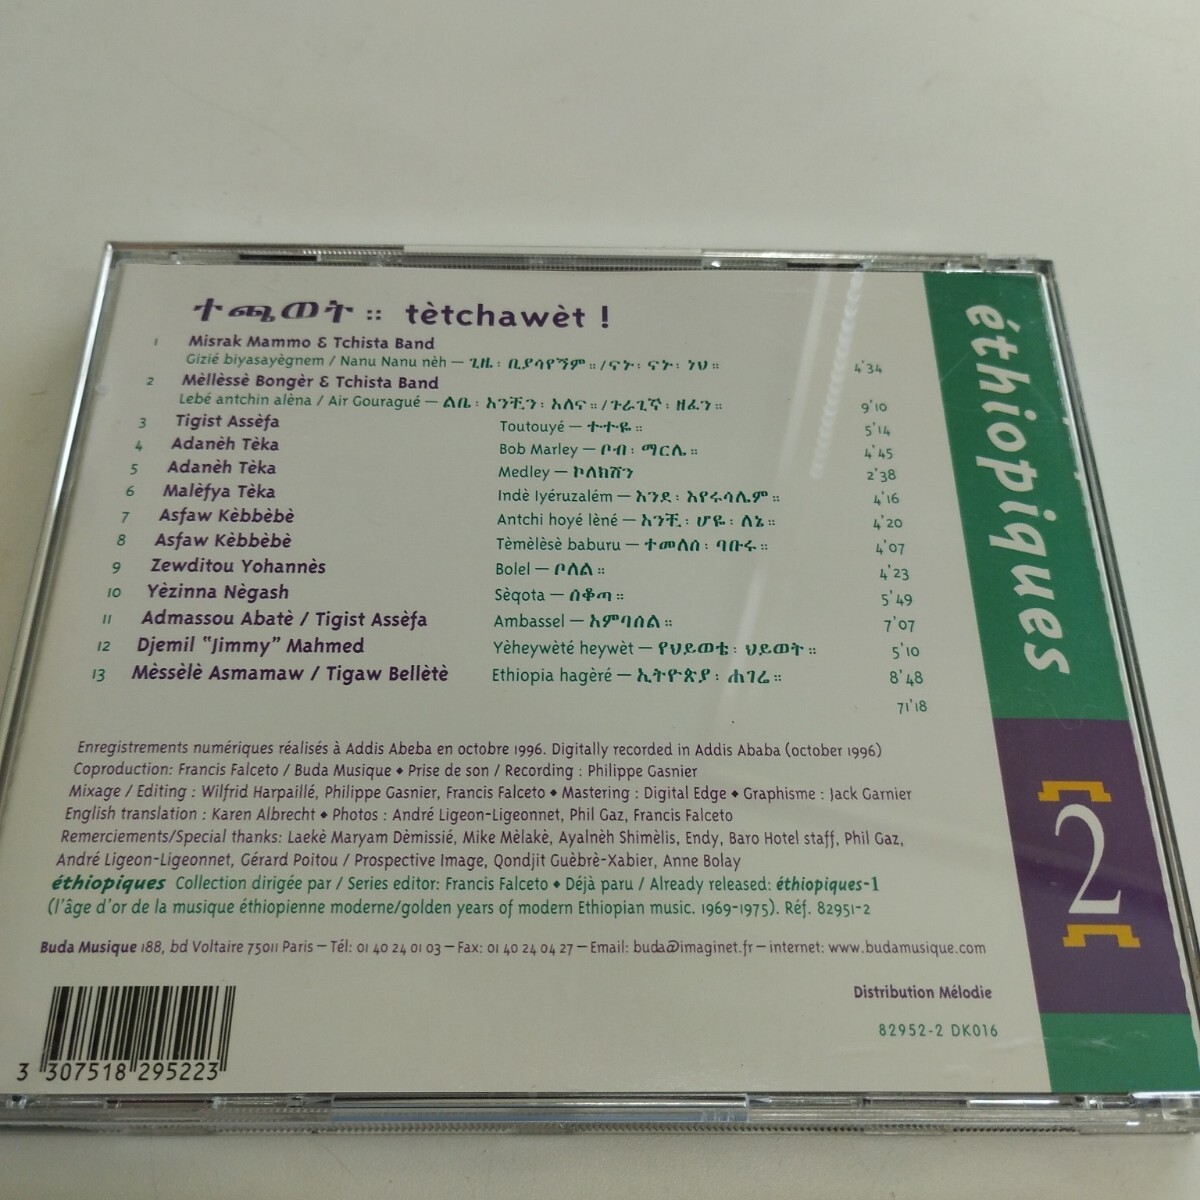 ተጫወት ። tètchawèt !
1 Misrak Mammo & Tchista Band
Gizié biyasayègnem / Nanu Nanu nèh – ጊዜ ፡ ቢያሳየኝም ። / ናኑ ፡ ናኑ ፡ ነህ ። 4'34
2 Mèllèssè Bongèr & Tchista Band
Lebé antchin alèna / Air Gouragué – ልቤ ፡ አንቺን ፡ አለና ። / ጉራጊኛ ፡ ዘፈን ። 9'10
3 Tigist Assèfa Toutouyé – ቱቱዬ ። 5'14
4 Adanèh Tèka Bob Marley – ቦብ ፡ ማርሌ ። 4'45
5 Adanèh Tèka Medley – ኮለክሽን 2'38
6 Malèfya Tèka Indè Iyéruzalém – እንደ ፡ እየሩሳሌም ። 4'16
7 Asfaw Kèbbèbè Antchi hoyé lèné – አንቺ ፡ ሆዬ ፡ ለኔ ። 4'20
8 Asfaw Kèbbèbè Tèmèlèsè baburu – ተመለሰ ፡ ባቡሩ ። 4'07
9 Zewditou Yohannès Bolel – ቦለል ። 4'23
10 Yèzinna Nègash Sèqota – ሰቆጣ ። 5'49
11 Admassou Abatè / Tigist Assèfa Ambassel – አምባሰል ። 7'07
12 Djemil "Jimmy" Mahmed Yèheywèté heywèt – የህይወቴ ፡ ህይወት ። 5'10
13 Mèssèlè Asmamaw / Tigaw Bellètè Ethiopia hagèré – ኢትዮጵያ ፡ ሐገሬ ። 8'48
71'18
Enregistrements numériques réalisés à Addis Abeba en octobre 1996. Digitally recorded in Addis Ababa (october 1996)
Coproduction: Francis Falceto / Buda Musique ◆ Prise de son / Recording : Philippe Gasnier
Mixage / Editing : Wilfrid Harpaillé, Philippe Gasnier, Francis Falceto ◆ Mastering : Digital Edge ◆ Graphisme : Jack Garnier
English translation : Karen Albrecht ◆ Photos : André Ligeon-Ligeonnet, Phil Gaz, Francis Falceto
Remerciements/Special thanks: Laekè Maryam Dèmissié, Mike Mèlakè, Ayalnèh Shimèlis, Endy, Baro Hotel staff, Phil Gaz,
André Ligeon-Ligeonnet, Gérard Poitou / Prospective Image, Qondjit Guèbrè-Xabier, Anne Bolay
éthiopiques Collection dirigée par / Series editor: Francis Falceto ◆ Déjà paru / Already released: éthiopiques-1
(l'âge d'or de la musique éthiopienne moderne/golden years of modern Ethiopian music. 1969-1975). Réf. 82951-2
Buda Musique 188, bd Voltaire 75011 Paris – Tél: 01 40 24 01 03 – Fax: 01 40 24 04 27 – Email: buda@imaginet.fr – internet: www.budamusique.com
Distribution Mélodie
82952-2 DK016
3 307518 295223
éthiopiques
[2]